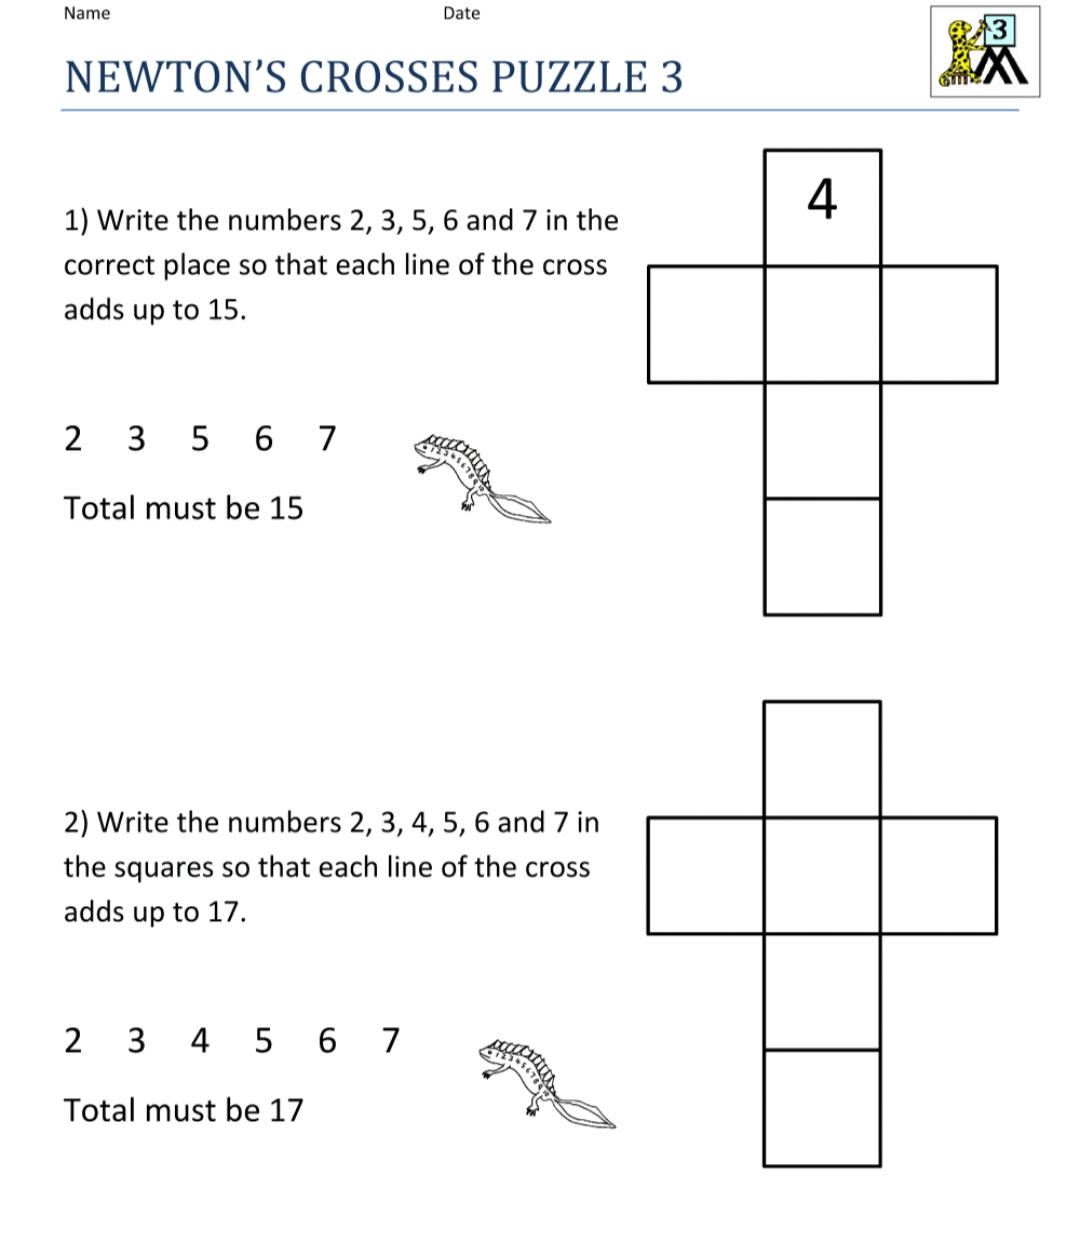 Name Date
3
NEWTON’S CROSSES PUZZLE 3
4
1) Write the numbers 2, 3, 5, 6 and 7 in the
correct place so that each line of the cross
adds up to 15.
2 3 5 6 7
Total must be 15
2) Write the numbers 2, 3, 4, 5, 6 and 7 in
the squares so that each line of the cross
adds up to 17.
2 3 4 5 6 7
Total must be 17